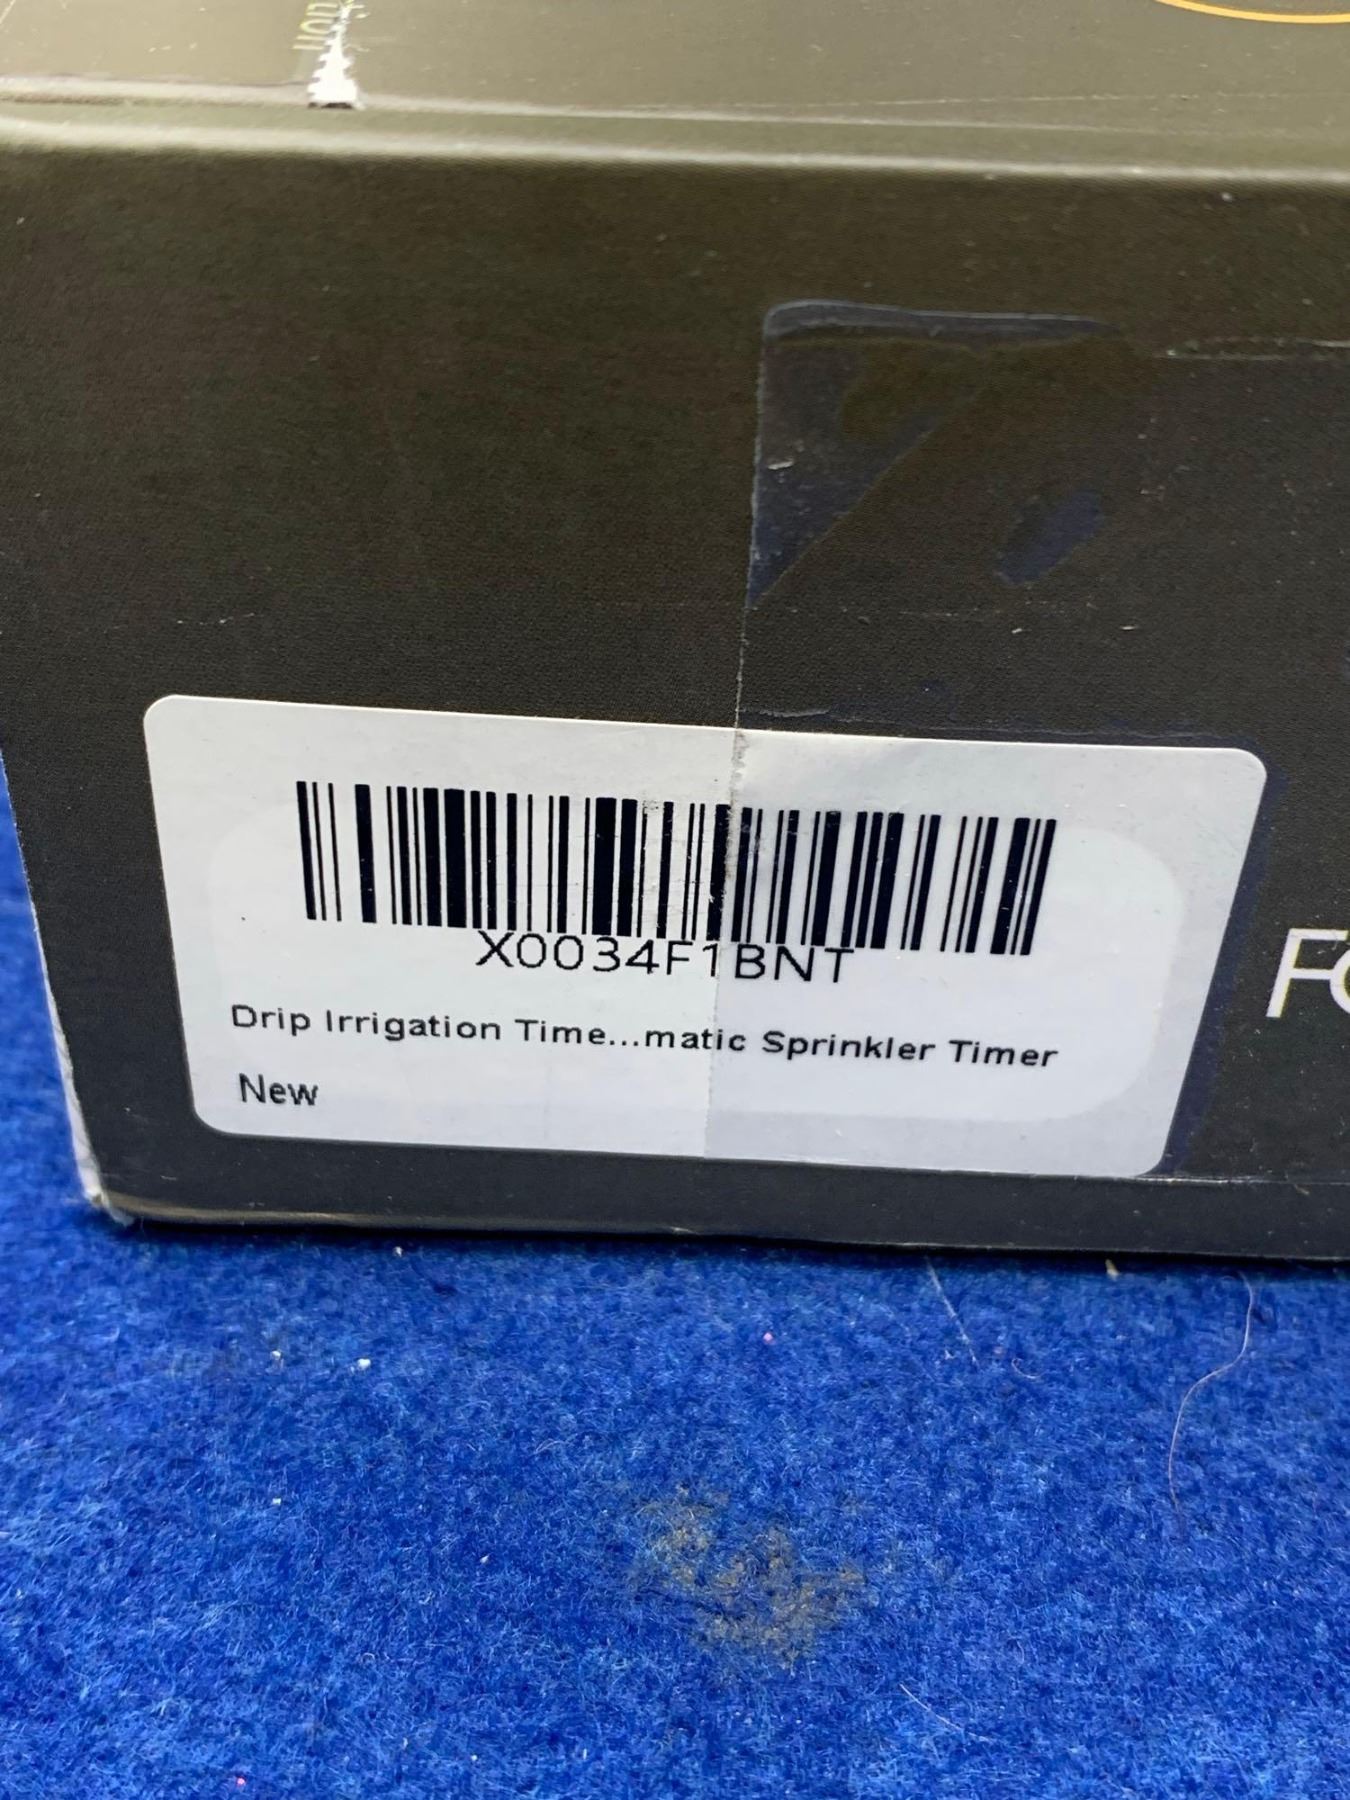 X0034F1BNT
Drip Irrigation Time...matic Sprinkler Timer
New